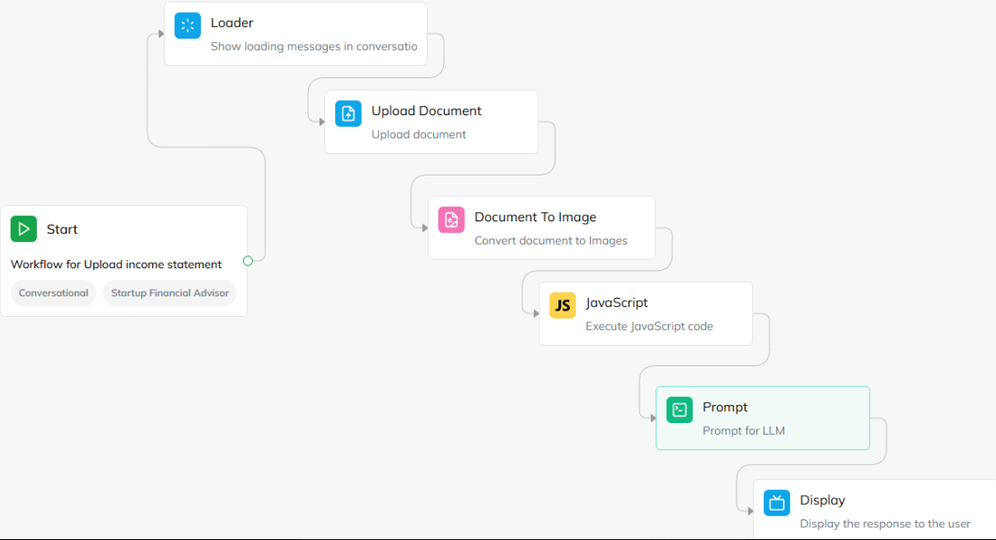 Loader
Show loading messages in conversatio
Upload Document
Upload document
Document To Image
Convert document to Images
Start
Workflow for Upload income statement
Conversational
Startup Financial Advisor
JS
JavaScript
Execute JavaScript code
Prompt
Prompt for LLM
Display
Display the response to the user